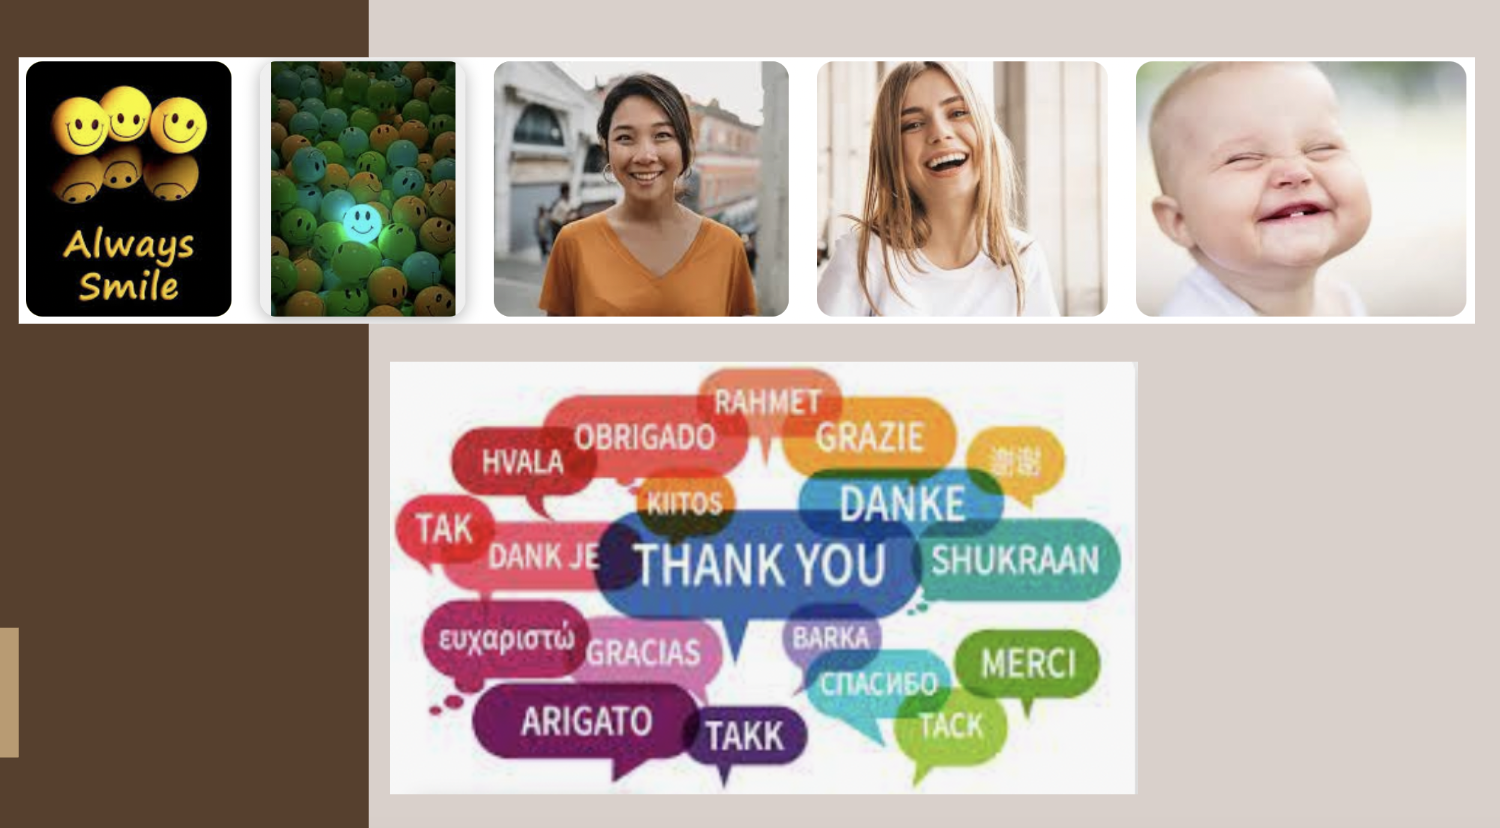 Always
Smile
RAHMET
OBRIGADO
GRAZIE
HVALA
谢谢
KIITOS
DANKE
TAK
DANK JE
THANK YOU
SHUKRAAN
ευχαριστώ
GRACIAS
BARKA
MERCI
СПАСИБО
ARIGATO
TAKK
TACK